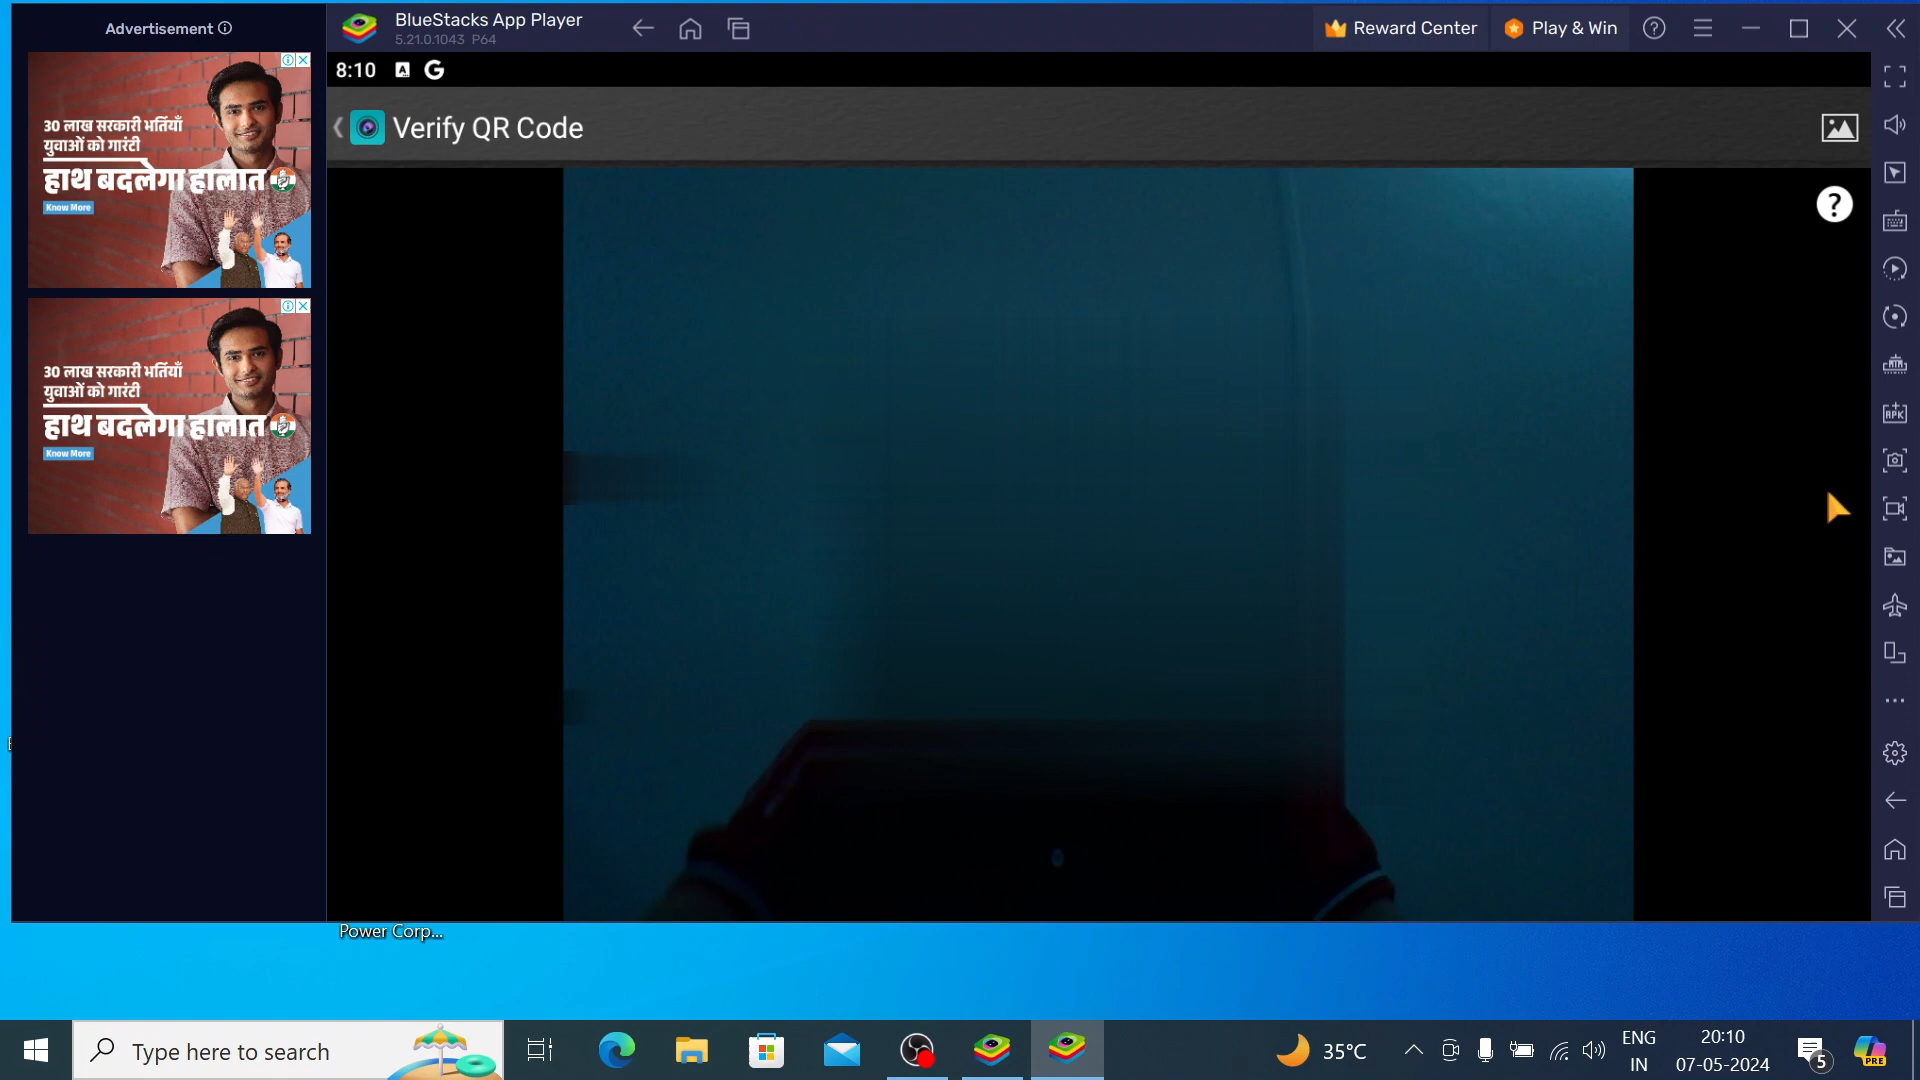 Advertisement
30 लाख सरकारी भर्तियाँ
युवाओं को गारंटी
हाथ बदलेगा हालात
Know More
30 लाख सरकारी भर्तियाँ
युवाओं को गारंटी
हाथ बदलेगा हालात
Know More
BlueStacks App Player
5.21.0.1043 P64
Reward Center
Play & Win
8:10
Verify QR Code
?
APK
Power Corp...
Type here to search
35°C
ENG
IN
20:10
07-05-2024
5
PRE